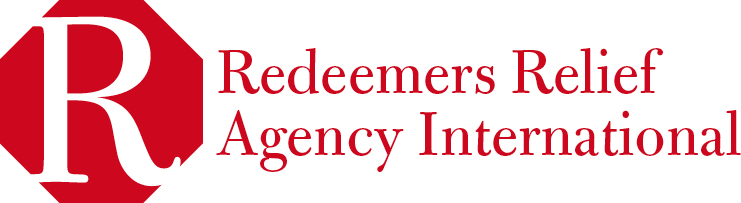 R
Redeemers Relief
Agency International